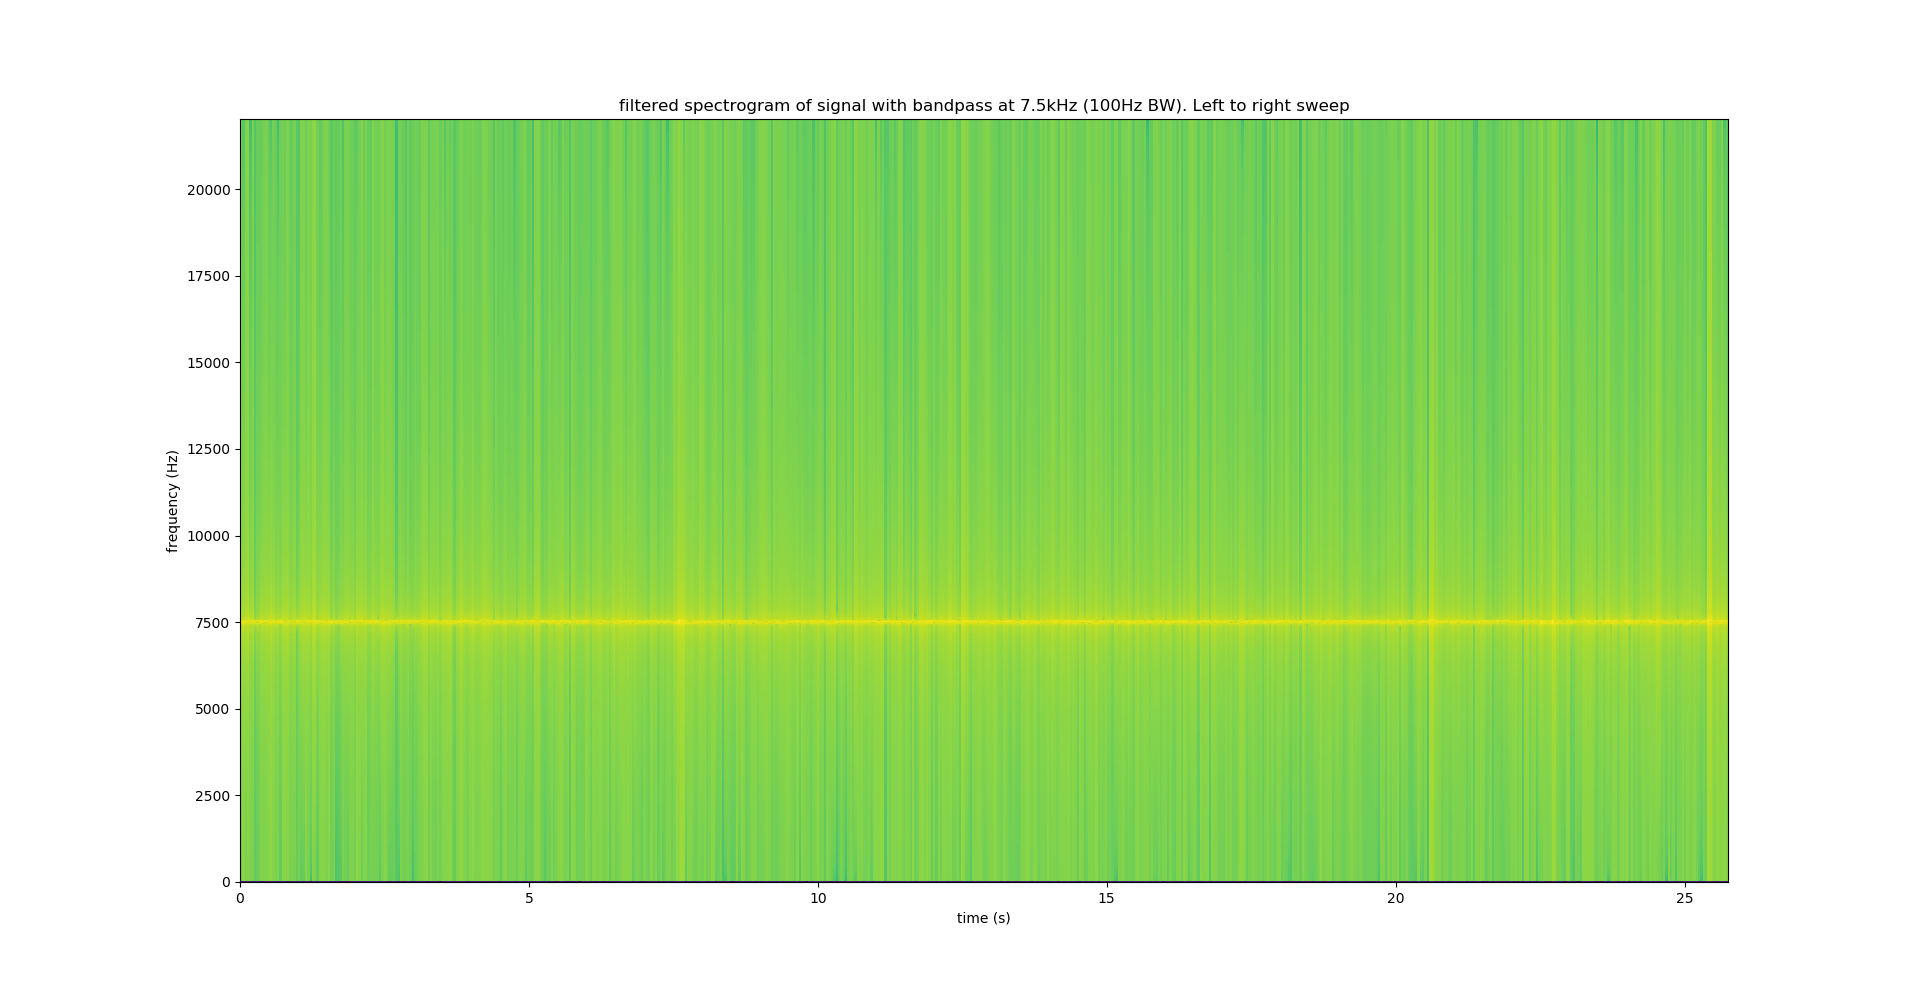 filtered spectrogram of signal with bandpass at 7.5kHz (100Hz BW). Left to right sweep
20000
17500
15000
12500
10000
7500
5000
2500
0
frequency (Hz)
0 5 10 15 20 25
time (s)